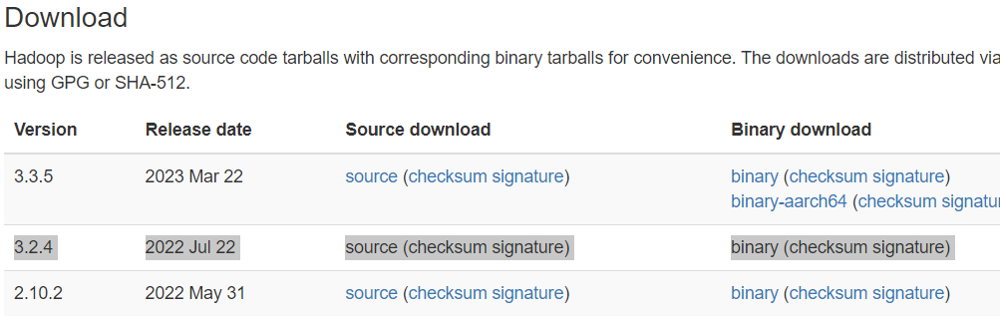 Download
Hadoop is released as source code tarballs with corresponding binary tarballs for convenience. The downloads are distributed via
using GPG or SHA-512.
Version Release date Source download Binary download
3.3.5 2023 Mar 22 source (checksum signature) binary (checksum signature)
binary-aarch64 (checksum
3.2.4 2022 Jul 22 source (checksum signature) binary (checksum signature)
2.10.2 2022 May 31 source (checksum signature) binary (checksum signature)